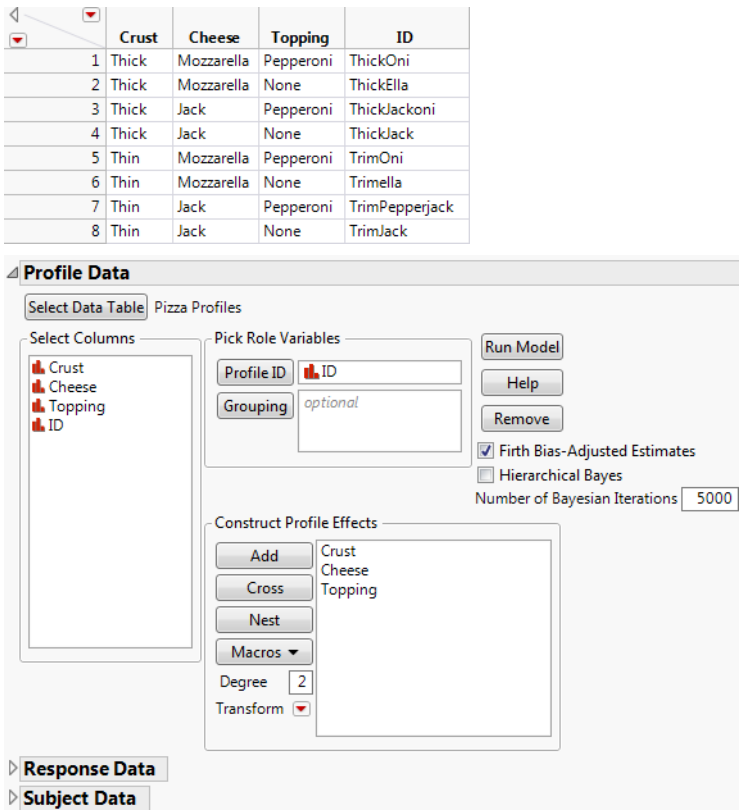 Crust Cheese Topping ID
1 Thick Mozzarella Pepperoni ThickOni
2 Thick Mozzarella None ThickElla
3 Thick Jack Pepperoni ThickJackoni
4 Thick Jack None ThickJack
5 Thin Mozzarella Pepperoni TrimOni
6 Thin Mozzarella None Trimella
7 Thin Jack Pepperoni TrimPepperjack
8 Thin Jack None TrimJack
Profile Data
Select Data Table Pizza Profiles
Select Columns
Crust
Cheese
Topping
ID
Pick Role Variables
Profile ID ID
Grouping optional
Run Model
Help
Remove
Firth Bias-Adjusted Estimates
Hierarchical Bayes
Number of Bayesian Iterations 5000
Construct Profile Effects
Add
Cross
Nest
Macros
Degree 2
Transform
Crust
Cheese
Topping
Response Data
Subject Data